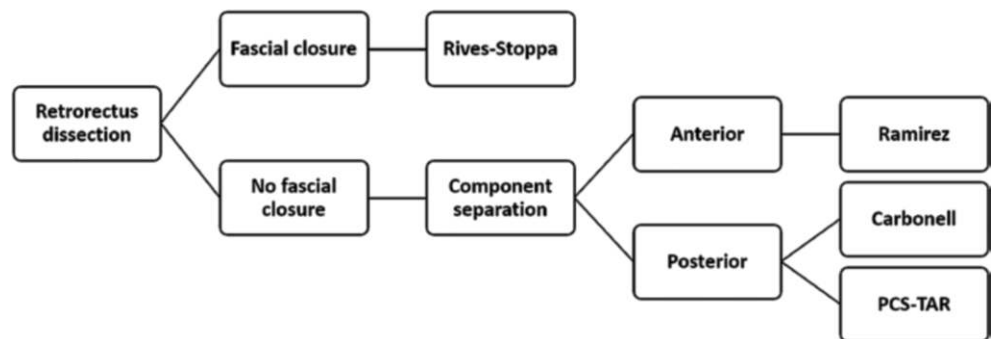 Fascial closure
Rives-Stoppa
Retrorectus
dissection
Anterior
Ramirez
No fascial
closure
Component
separation
Carbonell
Posterior
PCS-TAR